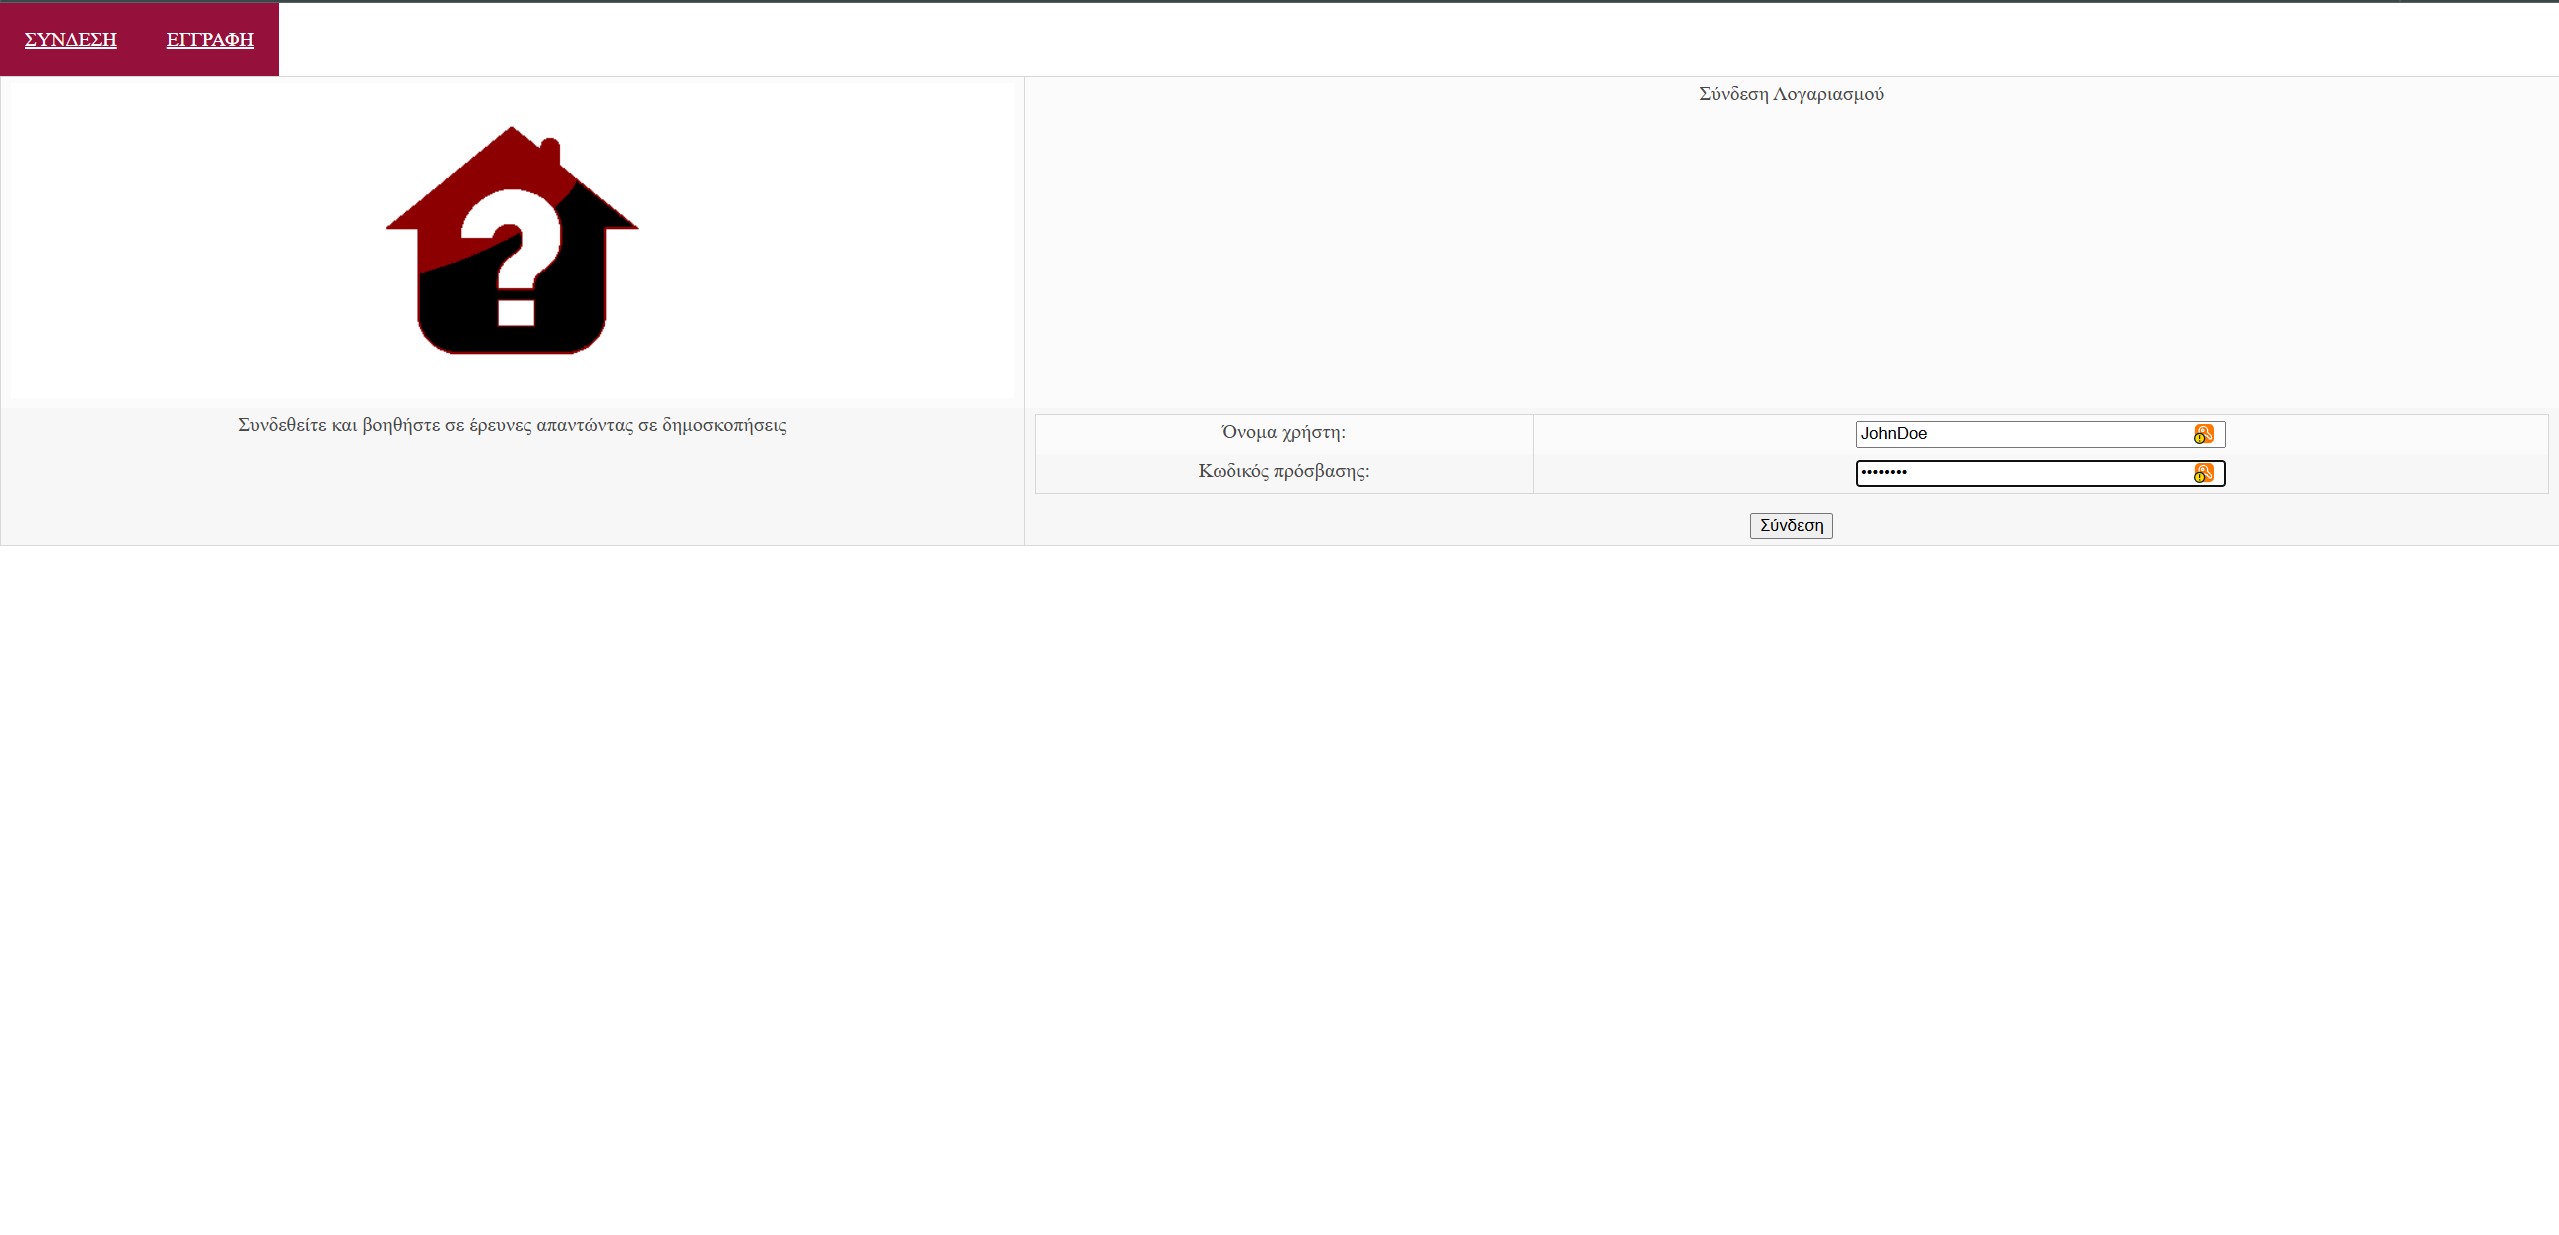 ΣΥΝΔΕΣΗ ΕΓΓΡΑΦΗ
Σύνδεση Λογαριασμού
Συνδεθείτε και βοηθήστε σε έρευνες απαντώντας σε δημοσκοπήσεις
Όνομα χρήστη: JohnDoe
Κωδικός πρόσβασης: ••••••••
Σύνδεση